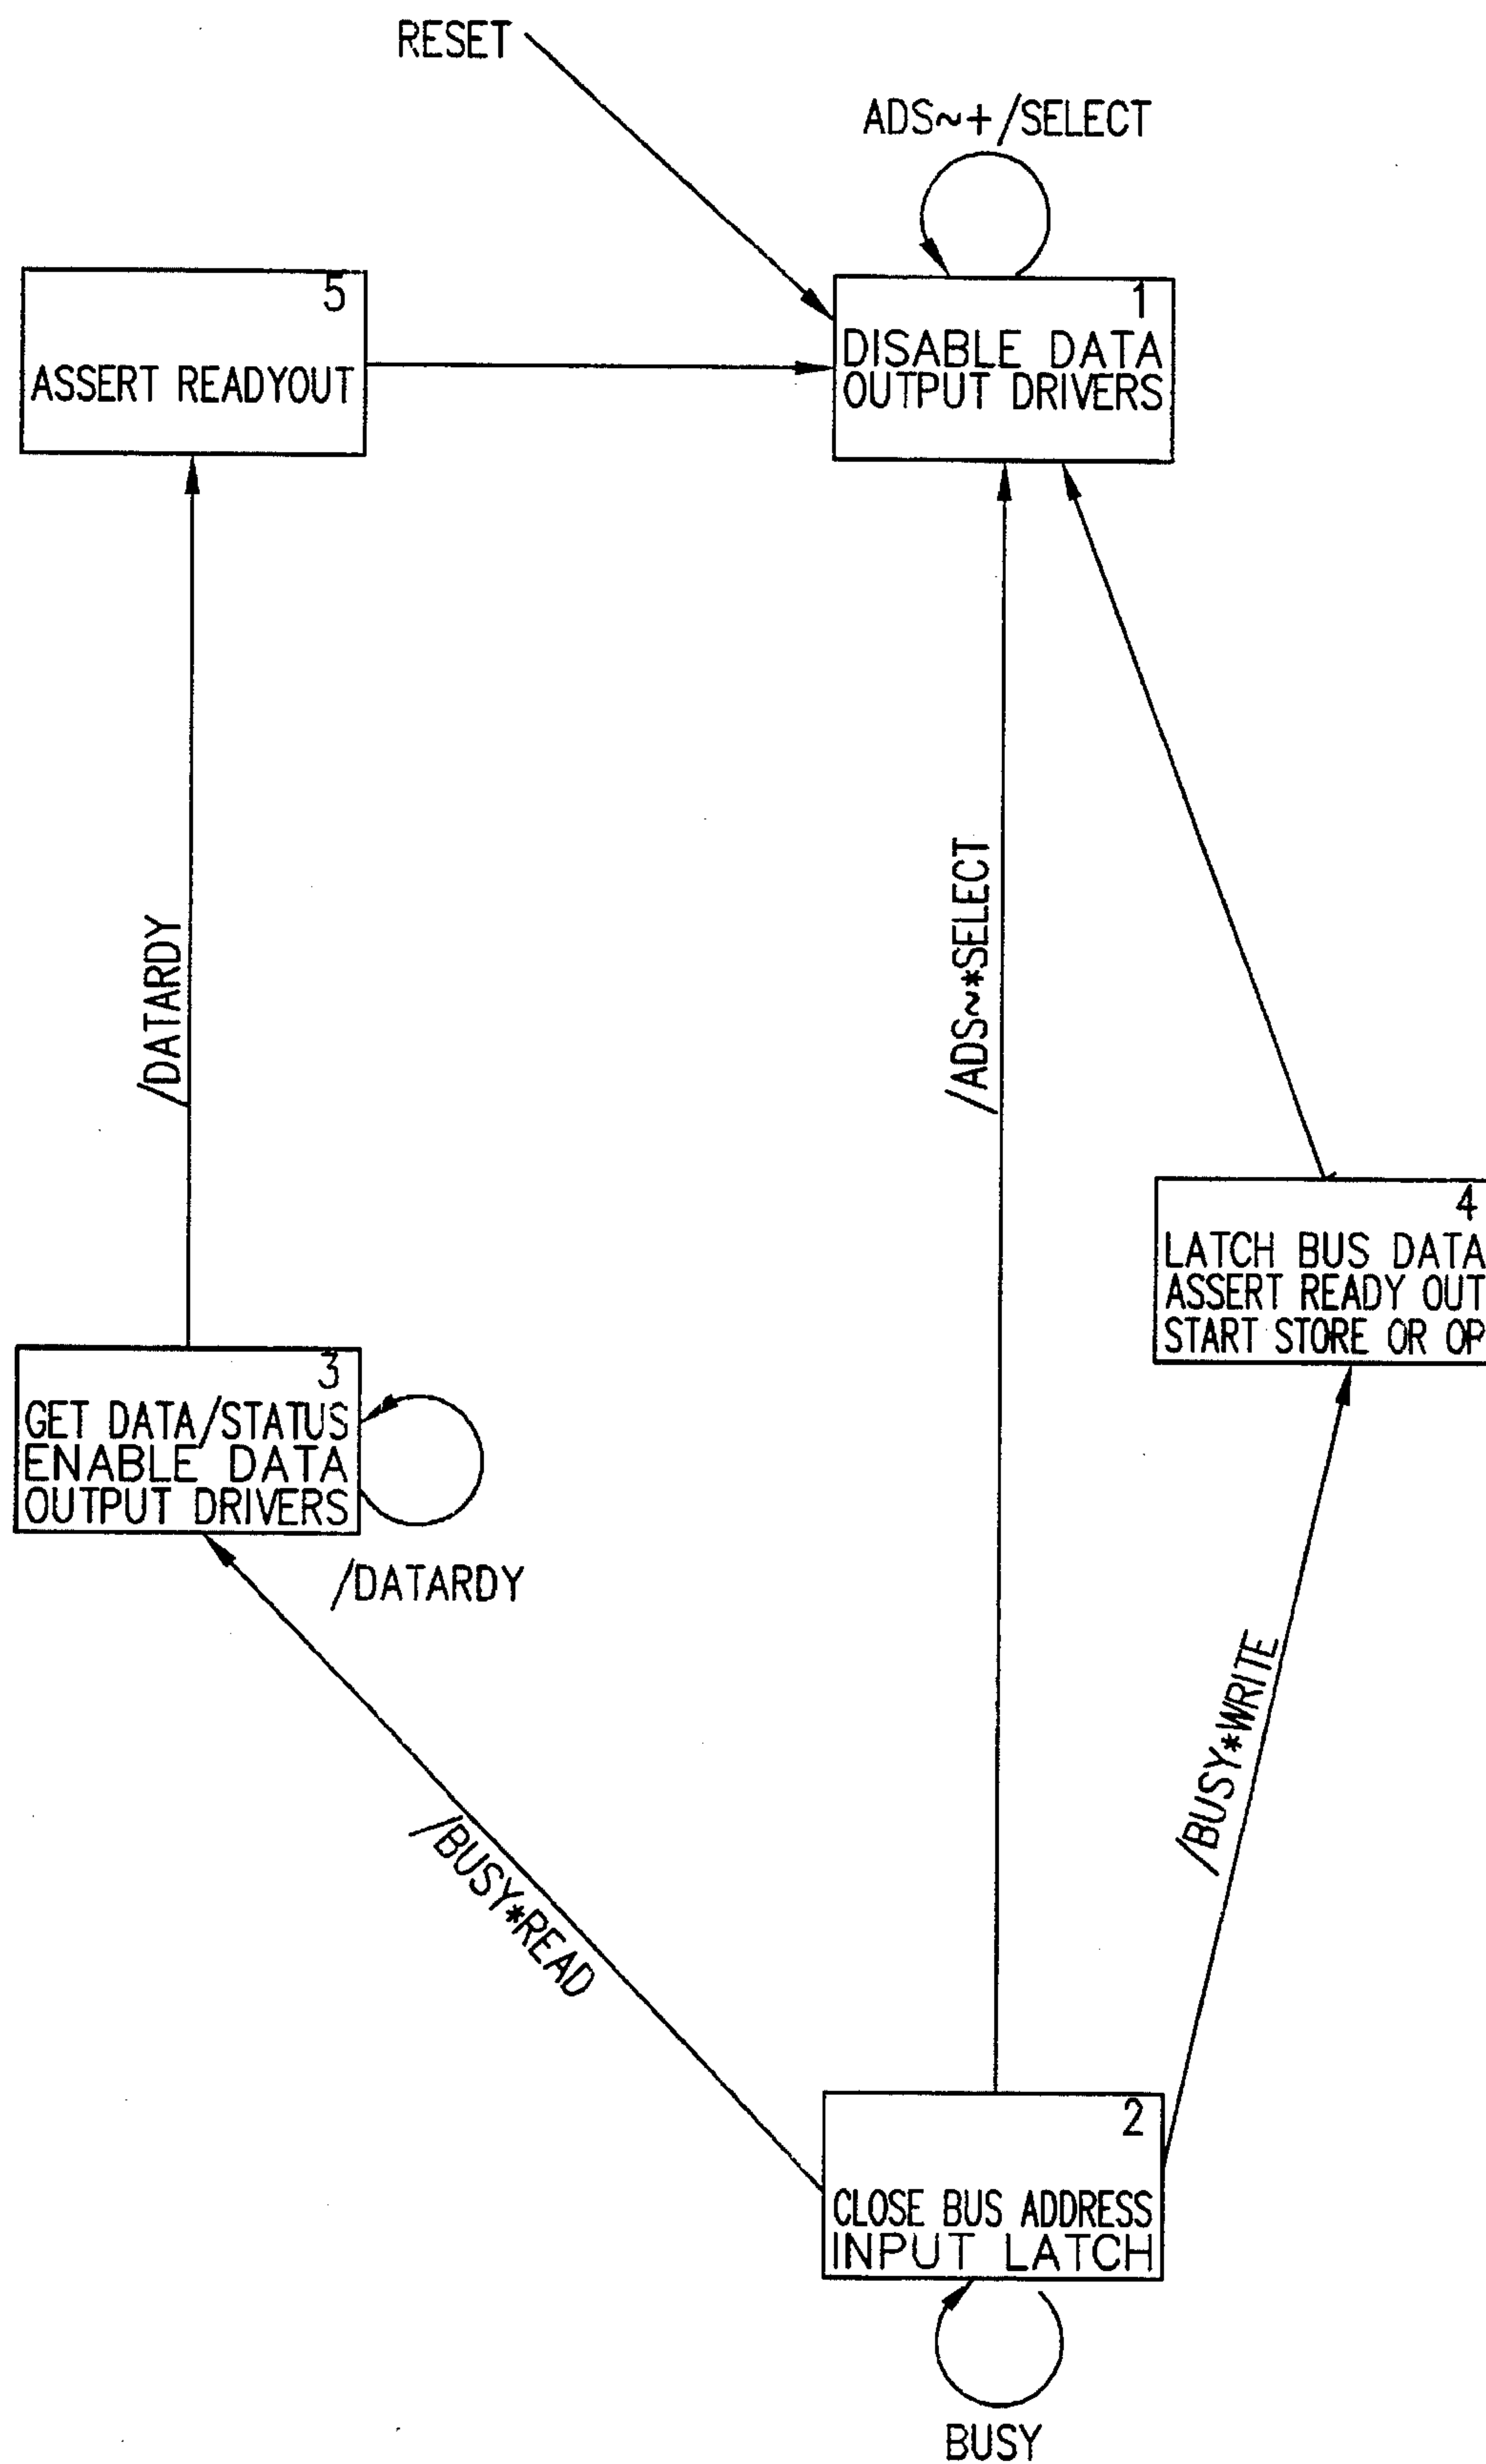 RESET
ADS~+/SELECT
5
ASSERT READYOUT
1
DISABLE DATA
OUTPUT DRIVERS
/DATARDY
/ADS~*SELECT
4
LATCH BUS DATA
ASSERT READY OUT
START STORE OR OP
3
GET DATA/STATUS
ENABLE DATA
OUTPUT DRIVERS
/DATARDY
/BUSY*WRITE
/BUSY*READ
2
CLOSE BUS ADDRESS
INPUT LATCH
BUSY